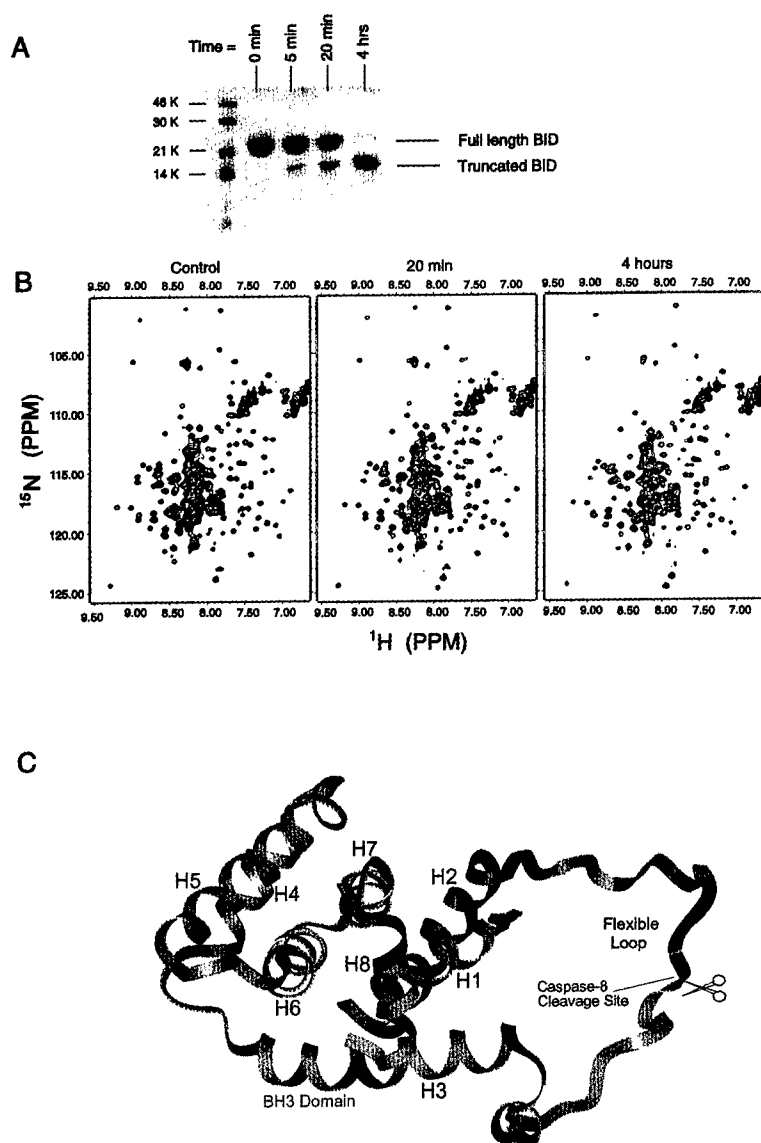 A
Time =
0 min
5 min
20 min
4 hrs
46 K
30 K
21 K
14 K
Full length BID
Truncated BID
B
Control
20 min
4 hours
9.50 9.00 8.50 8.00 7.50 7.00
9.50 9.00 8.50 8.00 7.50 7.00
9.50 9.00 8.50 8.00 7.50 7.00
105.00
110.00
115.00
120.00
125.00
¹⁵N (PPM)
9.50 9.00 8.50 8.00 7.50 7.00
9.50 9.00 8.50 8.00 7.50 7.00
9.50 9.00 8.50 8.00 7.50 7.00
¹H (PPM)
C
H7
H5
H4
H2
Flexible
Loop
H8
H1
H6
Caspase-8
Cleavage Site
BH3 Domain
H3